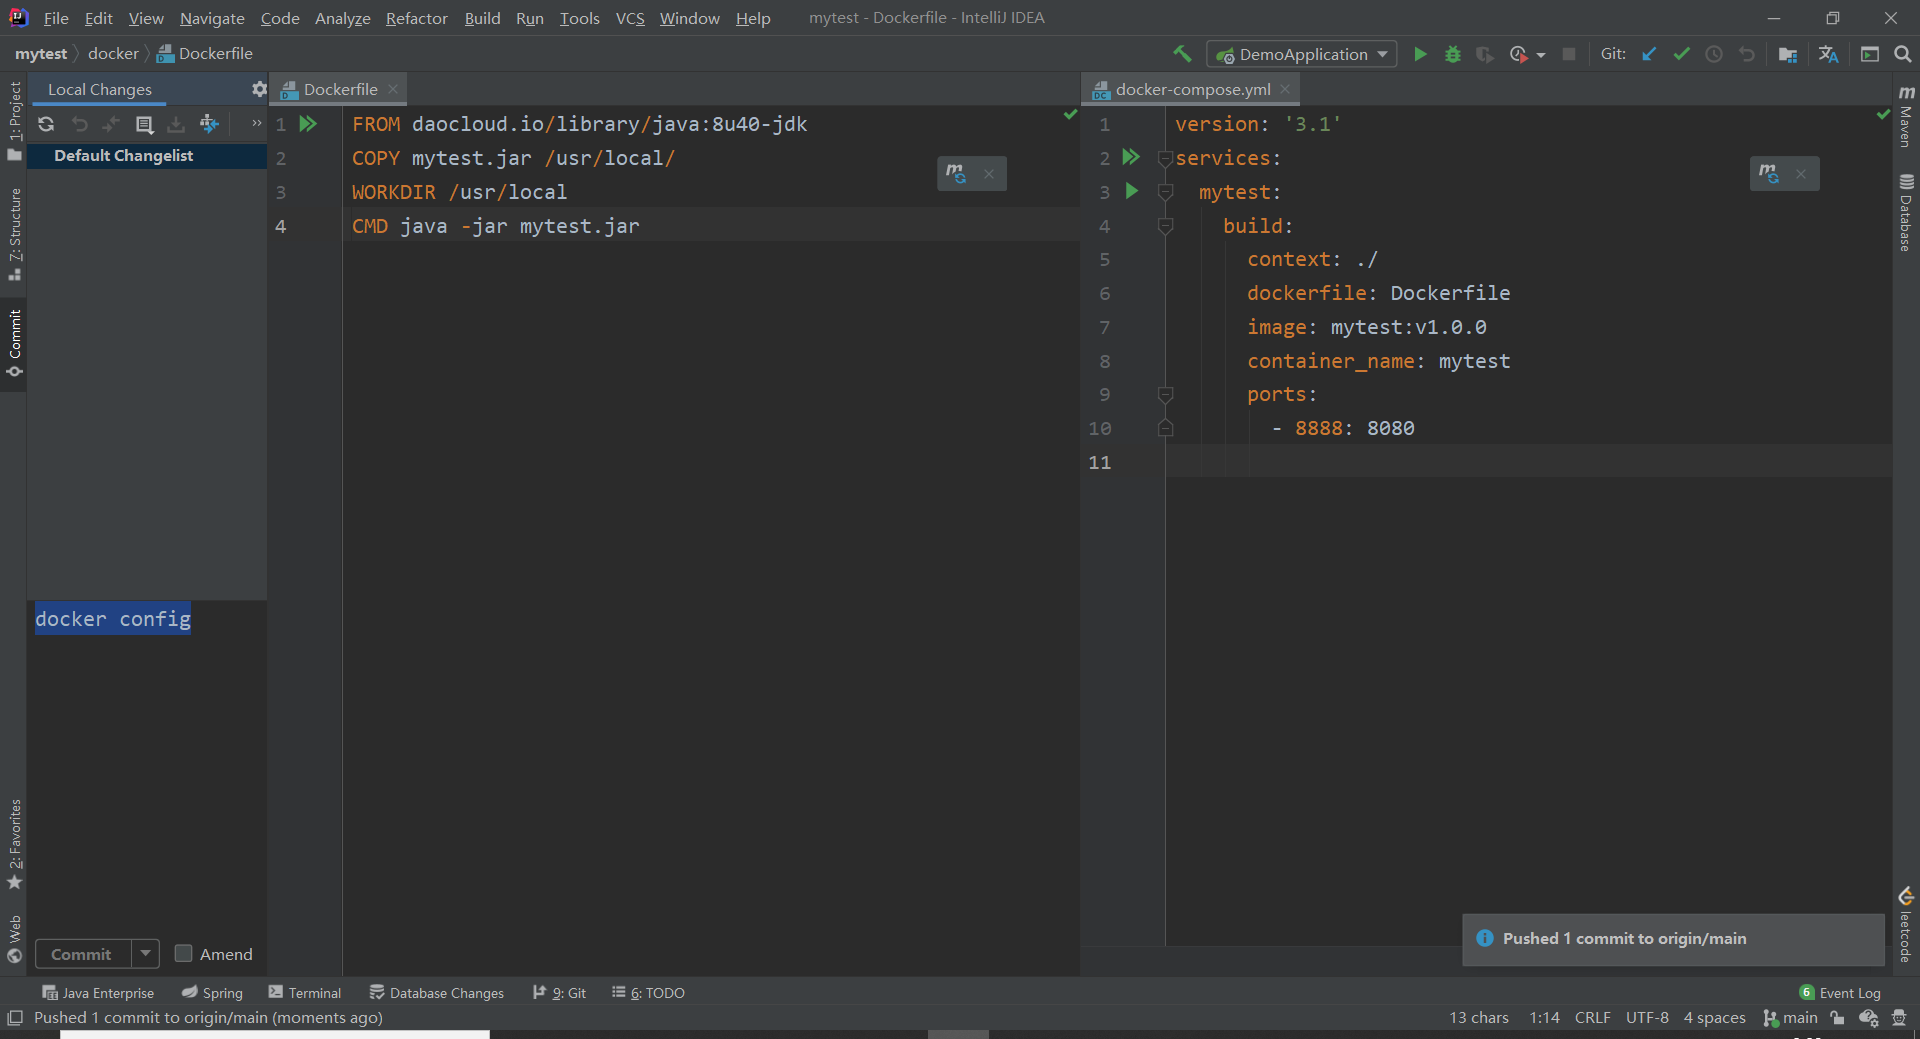 File Edit View Navigate Code Analyze Refactor Build Run Tools VCS Window Help mytest - Dockerfile - IntelliJ IDEA
mytest docker Dockerfile DemoApplication Git:
1: Project
7: Structure
Commit
2: Favorites
Web
Local Changes
Default Changelist
docker config
Commit Amend
Dockerfile
1 FROM daocloud.io/library/java:8u40-jdk
2 COPY mytest.jar /usr/local/
3 WORKDIR /usr/local
4 CMD java -jar mytest.jar
docker-compose.yml
1 version: '3.1'
2 services:
3 mytest:
4 build:
5 context: ./
6 dockerfile: Dockerfile
7 image: mytest:v1.0.0
8 container_name: mytest
9 ports:
10 - 8888: 8080
11
Maven
Database
leetcode
Pushed 1 commit to origin/main
Java Enterprise Spring Terminal Database Changes 9: Git 6: TODO 6 Event Log
Pushed 1 commit to origin/main (moments ago) 13 chars 1:14 CRLF UTF-8 4 spaces main